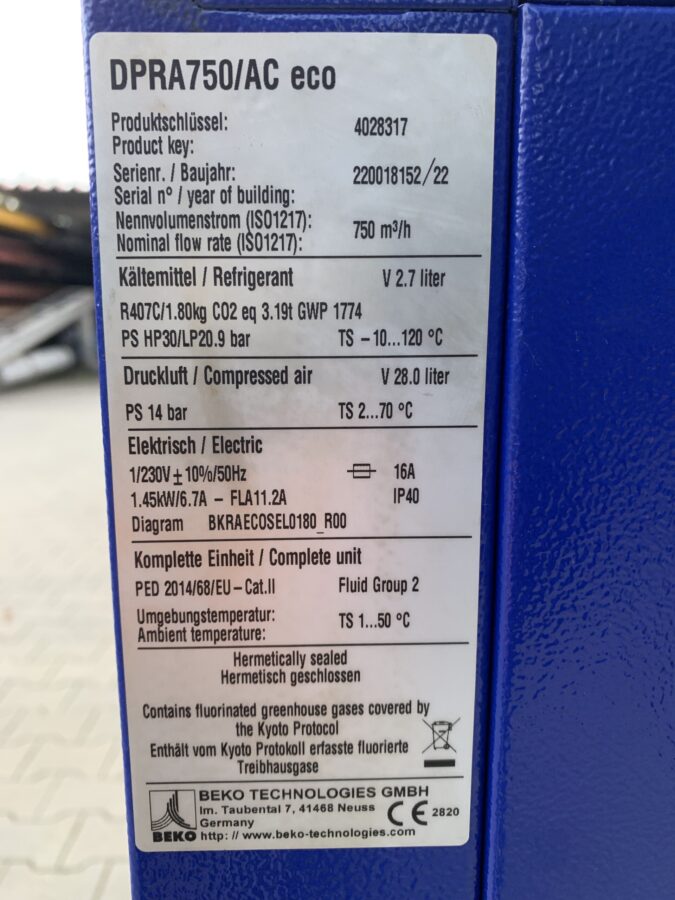 DPRA750/AC eco
Produktschlüssel:
Product key:
4028317
Serienr. / Baujahr:
Serial n° / year of building:
220018152/22
Nennvolumenstrom (ISO1217):
Nominal flow rate (ISO1217):
750 m³/h
Kältemittel / Refrigerant V 2.7 liter
R407C/1.80kg CO2 eq 3.19t GWP 1774
PS HP30/LP20.9 bar TS -10...120 °C
Druckluft / Compressed air V 28.0 liter
PS 14 bar TS 2...70 °C
Elektrisch / Electric
1/230V ± 10%/50Hz 16A
1.45kW/6.7A - FLA11.2A IP40
Diagram BKRAECOSEL0180_R00
Komplette Einheit / Complete unit
PED 2014/68/EU-Cat.II Fluid Group 2
Umgebungstemperatur:
Ambient temperature:
TS 1...50 °C
Hermetically sealed
Hermetisch geschlossen
Contains fluorinated greenhouse gases covered by
the Kyoto Protocol
Enthält vom Kyoto Protokoll erfasste fluorierte
Treibhausgase
BEKO TECHNOLOGIES GMBH
Im. Taubental 7, 41468 Neuss
Germany
CE 2820
BEKO http: // www.beko-technologies.com